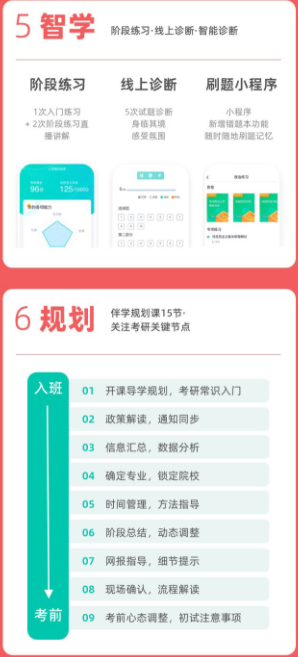 5 智学
阶段练习·线上诊断·智能诊断
阶段练习
1次入门练习
+ 2次阶段练习直
播讲解
线上诊断
5次试题诊断
身临其境
感受氛围
刷题小程序
小程序
新增错题本功能
随时随地刷题记忆
96
125
6 规划
伴学规划课15节·
关注考研关键节点
入班
考前
01 开课导学规划，考研常识入门
02 政策解读，通知同步
03 信息汇总，数据分析
04 确定专业，锁定院校
05 时间管理，方法指导
06 阶段总结，动态调整
07 网报指导，细节提示
08 现场确认，流程解读
09 考前心态调整，初试注意事项